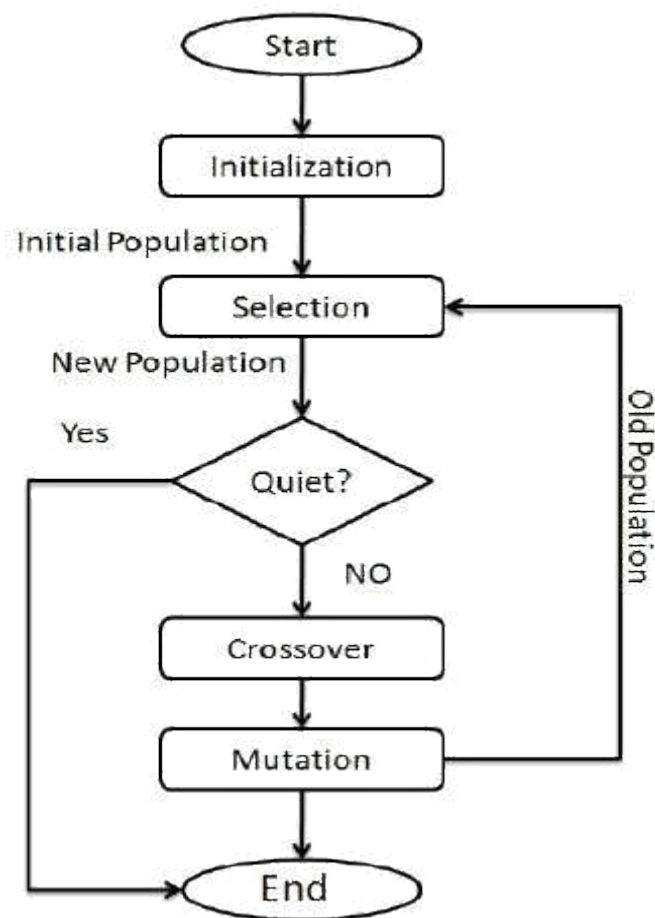 Start
Initialization
Initial Population
Selection
New Population
Yes
Quiet?
Old Population
NO
Crossover
Mutation
End